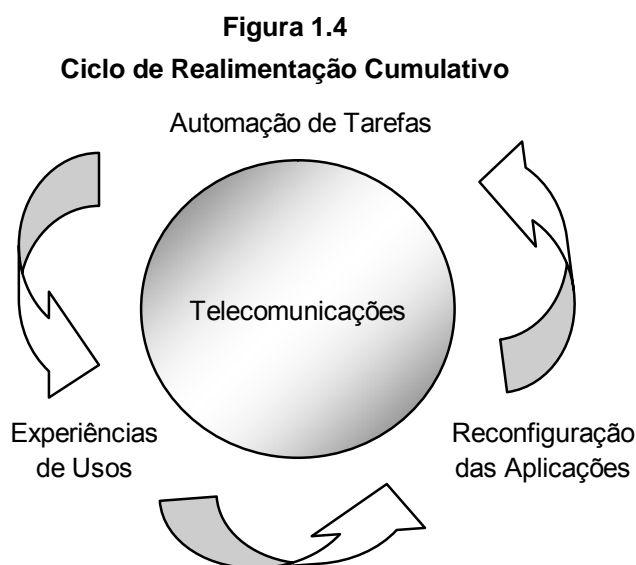 Figura 1.4
Ciclo de Realimentação Cumulativo
Automação de Tarefas
Telecomunicações
Experiências
de Usos
Reconfiguração
das Aplicações